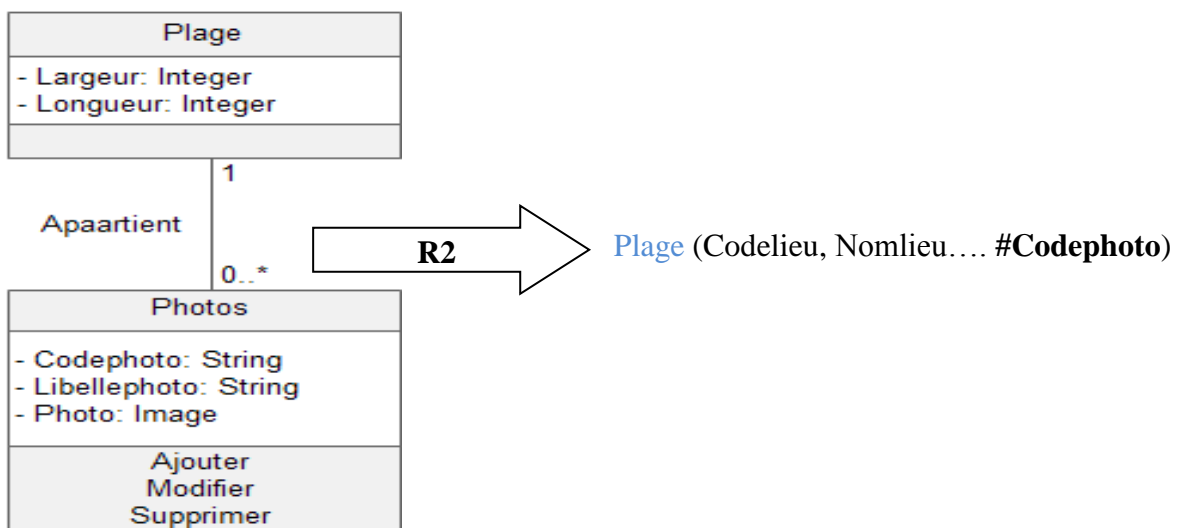 Plage
- Largeur: Integer
- Longueur: Integer
1
Apaartient
R2
Plage (Codelieu, Nomlieu…. #Codephoto)
0..*
Photos
- Codephoto: String
- Libellephoto: String
- Photo: Image
Ajouter
Modifier
Supprimer